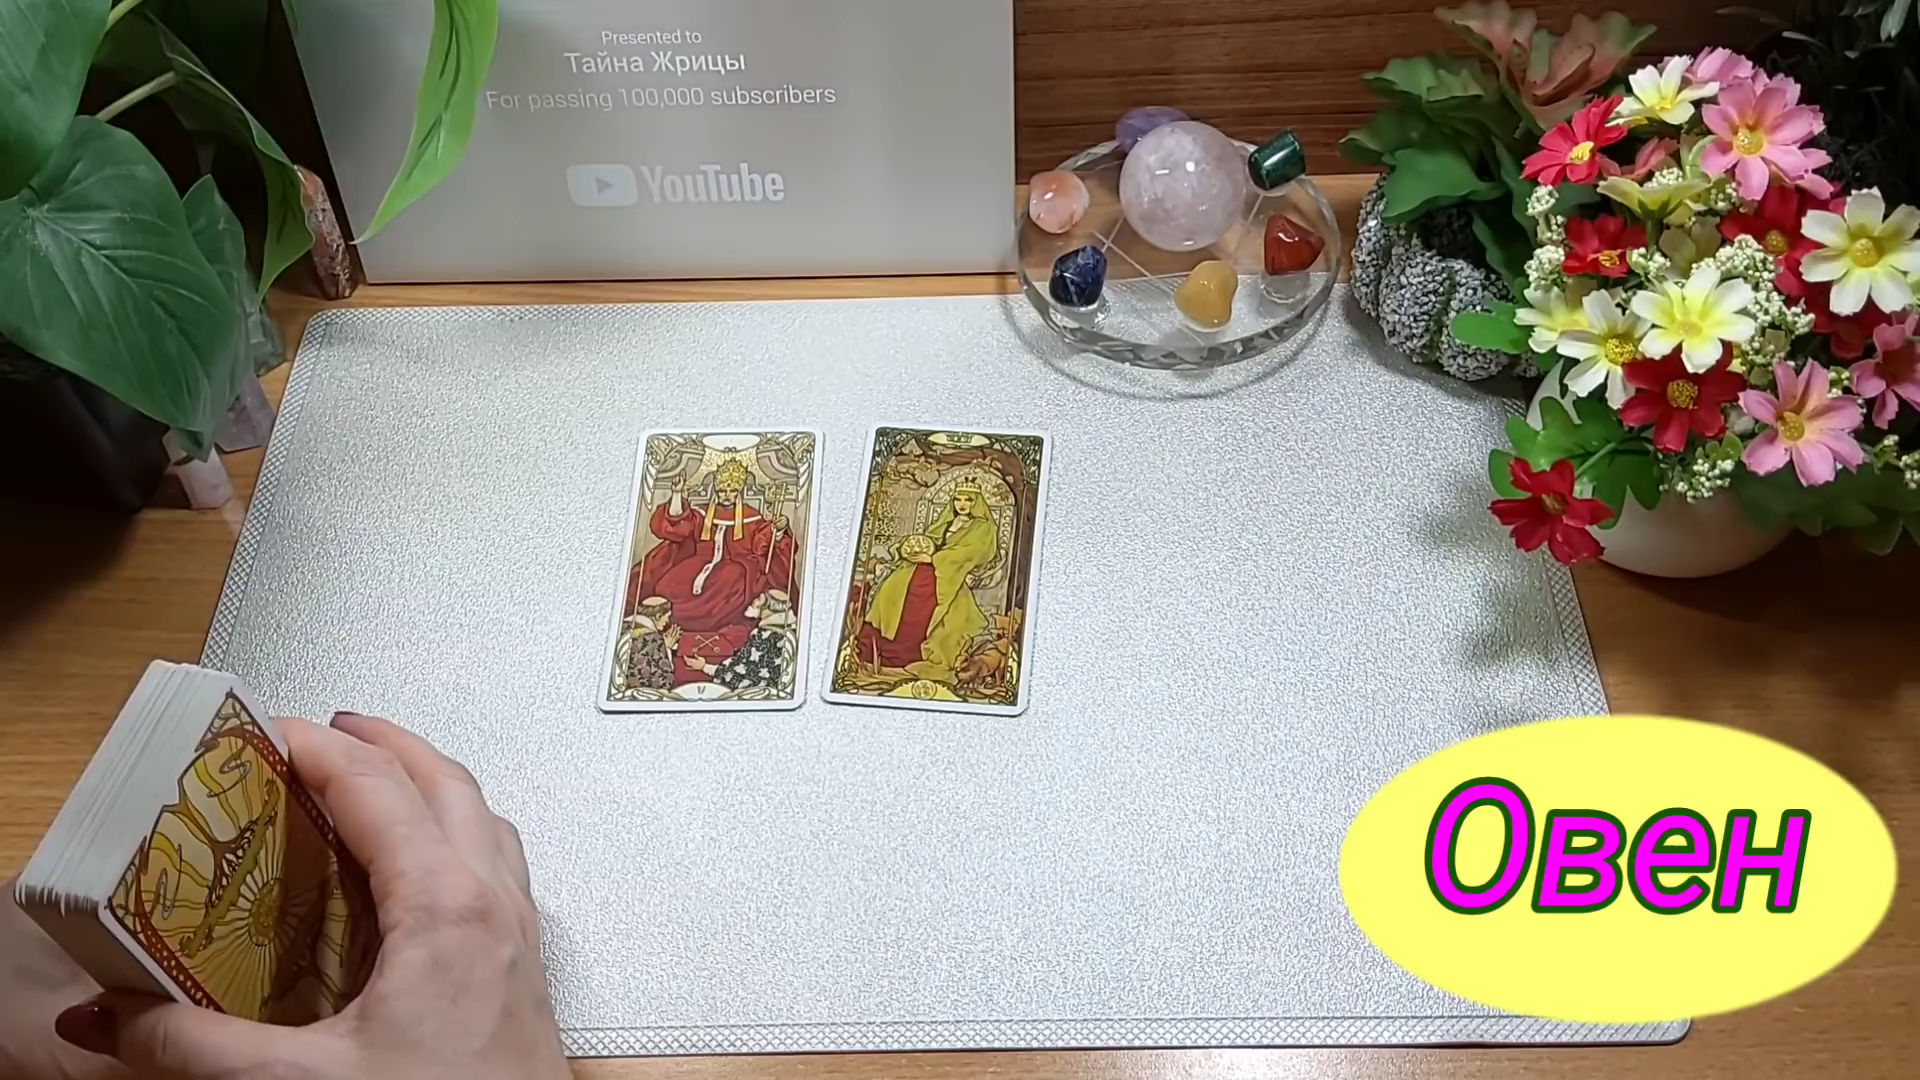 Presented to
Тайна Жрицы
For passing 100,000 subscribers
YouTube
V
Овен